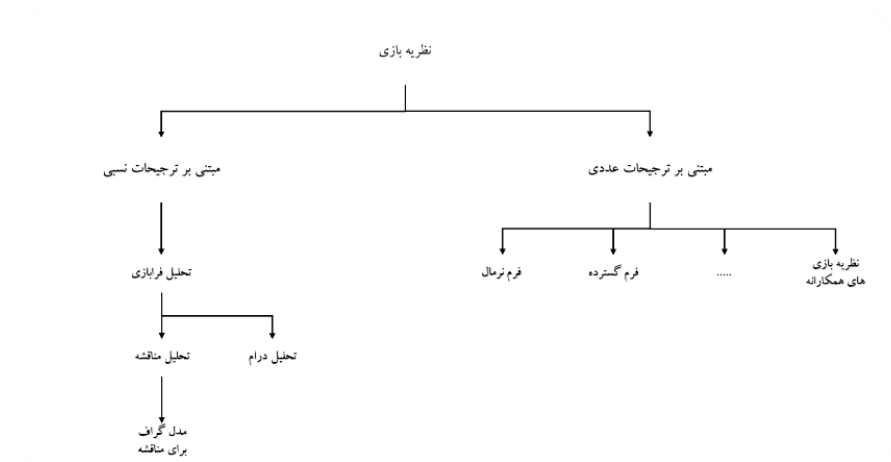 نظریه بازی
مبتنی بر ترجیحات عددی
مبتنی بر ترجیحات نسبی
نظریه بازی
های همکارانه
.....
فرم گسترده
فرم نرمال
تحلیل فرابازی
تحلیل درام
تحلیل مناقشه
مدل گراف
برای مناقشه